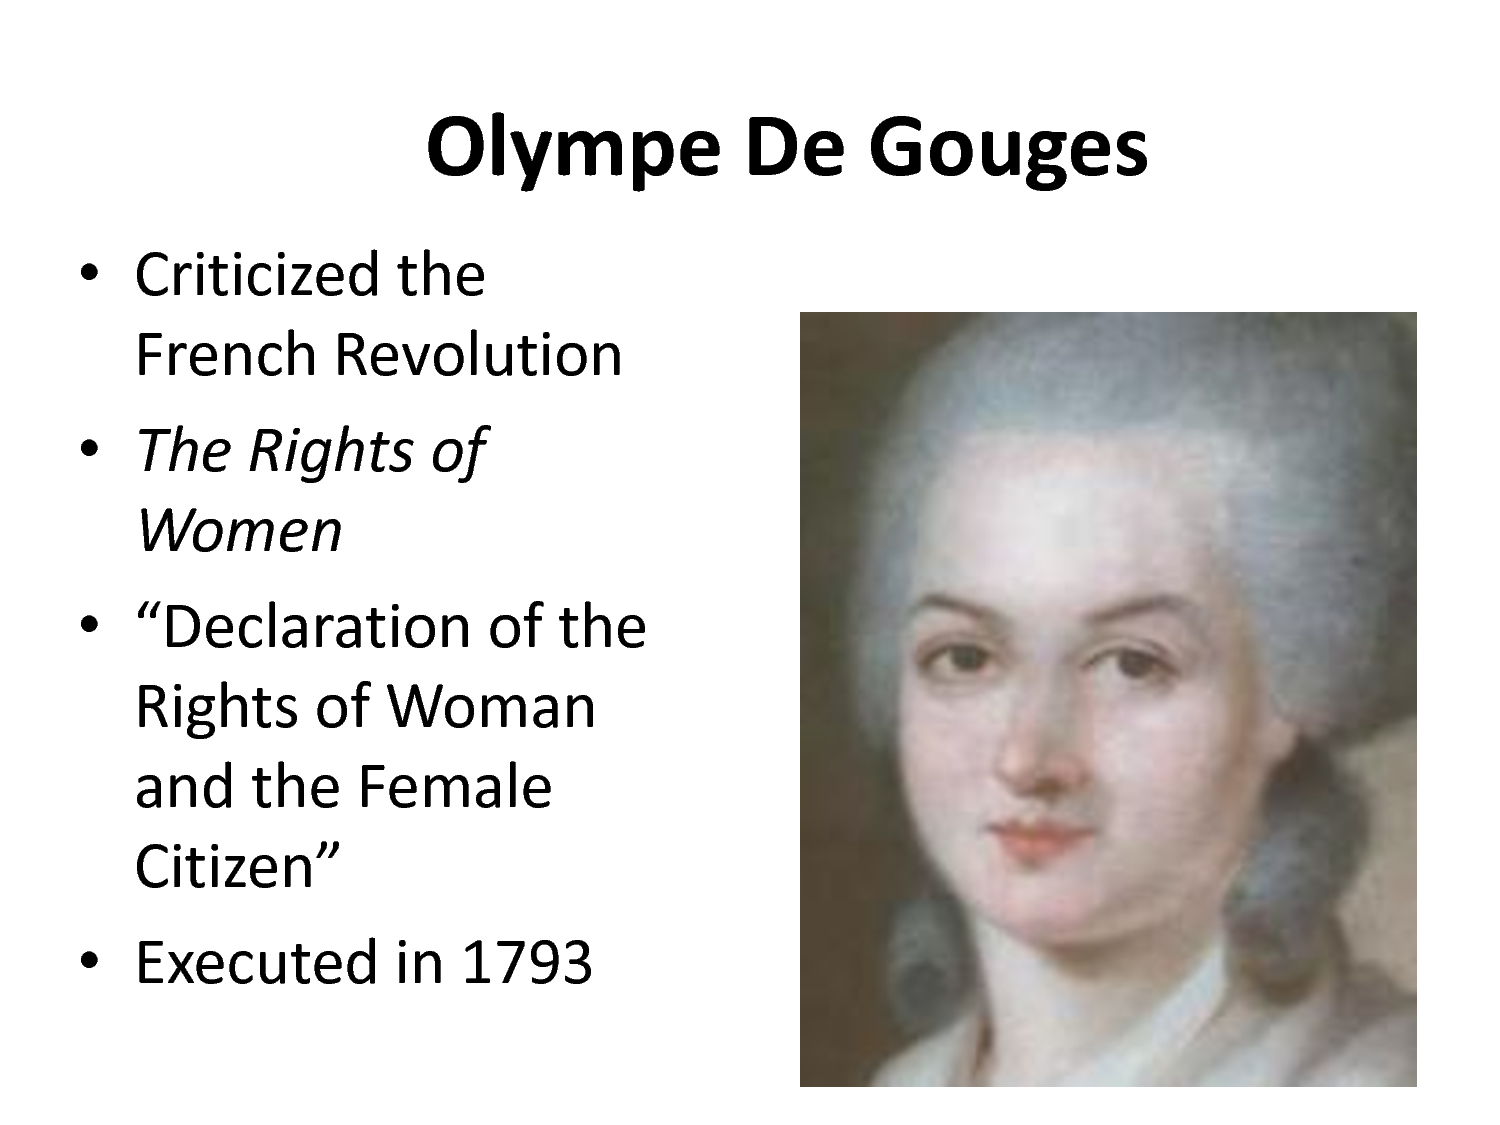 Olympe De Gouges
• Criticized the
French Revolution
• The Rights of
Women
• “Declaration of the
Rights of Woman
and the Female
Citizen”
• Executed in 1793